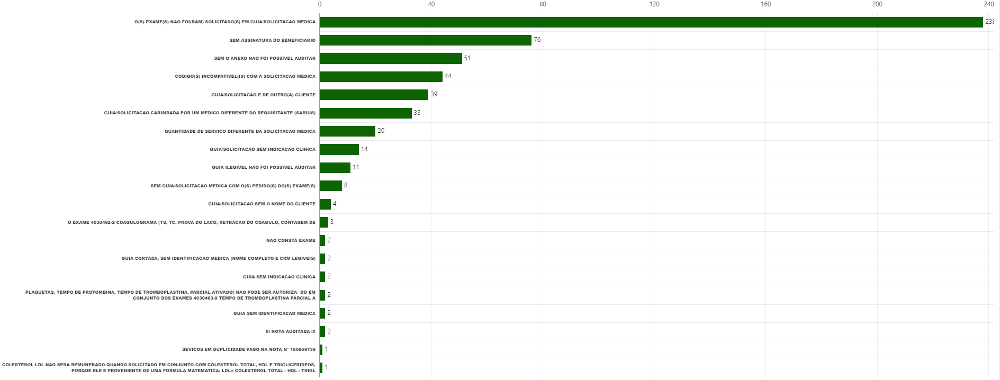 0 40 80 120 160 200 240
O(S) EXAME(S) NAO FOI(RAM) SOLICITADO(S) EM GUIA/SOLICITACAO MEDICA 238
SEM ASSINATURA DO BENEFICIARIO 76
SEM O ANEXO NAO FOI POSSIVEL AUDITAR 51
CODIGO(S) INCOMPATIVEL(IS) COM A SOLICITACAO MEDICA 44
GUIA/SOLICITACAO E DE OUTRO(A) CLIENTE 39
GUIA/SOLICITACAO CARIMBADA POR UM MEDICO DIFERENTE DO REQUISITANTE (SABIUS) 33
QUANTIDADE DE SERVICO DIFERENTE DA SOLICITACAO MEDICA 20
GUIA/SOLICITACAO SEM INDICACAO CLINICA 14
GUIA ILEGIVEL NAO FOI POSSIVEL AUDITAR 11
SEM GUIA/SOLICITACAO MEDICA COM O(S) PEDIDO(S) DO(S) EXAME(S) 8
GUIA/SOLICITACAO SEM O NOME DO CLIENTE 4
O EXAME 4030492-2 COAGULOGRAMA (TS, TC, PROVA DO LACO, RETRACAO DO COAGULO, CONTAGEM DE 3
NAO CONSTA EXAME 2
GUIA CORTADA, SEM IDENTIFICACAO MEDICA (NOME COMPLETO E CRM LEGIVEIS) 2
GUIA SEM INDICACAO CLINICA 2
PLAQUETAS, TEMPO DE PROTOMBINA, TEMPO DE TROMBOPLASTINA, PARCIAL ATIVADO) NAO PODE SER AUTORIZA DO EM
CONJUNTO DOS EXAMES 4030463-9 TEMPO DE TROMBOPLASTINA PARCIAL A 2
GUIA SEM IDENTIFICACAO MEDICA 2
!!! NOTA AUDITADA !!! 2
SEVICOS EM DUPLICIDADE PAGO NA NOTA N° 180869738 1
COLESTEROL LDL NAO SERA REMUNERADO QUANDO SOLICITADO EM CONJUNTO COM COLESTEROL TOTAL, HDL E TRIGLICERIDEOS,
PORQUE ELE E PROVENIENTE DE UMA FORMULA MATEMATICA: LDL= COLESTEROL TOTAL - HDL - TRIGL 1